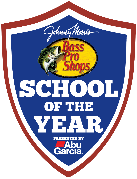 Johnny Morris
Bass
Pro Shops
SCHOOL
OF THE
YEAR
PRESENTED BY
Abu
Garcia